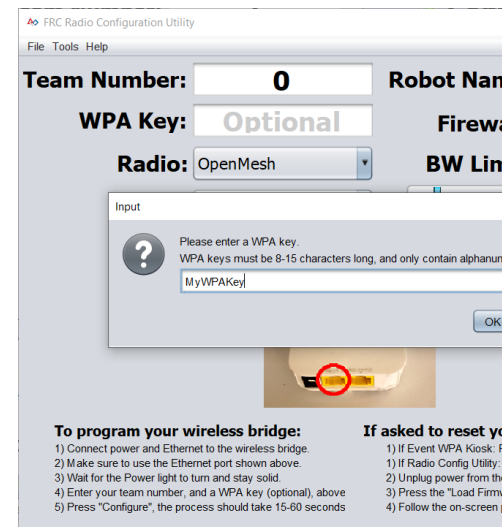 FRC Radio Configuration Utility
File Tools Help
Team Number: 0 Robot Nam
WPA Key: Optional Firewa
Radio: OpenMesh BW Lim
Input
Please enter a WPA key.
WPA keys must be 8-15 characters long, and only contain alphanun
MyWPAKey
OK
To program your wireless bridge:
1) Connect power and Ethernet to the wireless bridge.
2) Make sure to use the Ethernet port shown above.
3) Wait for the Power light to turn and stay solid.
4) Enter your team number, and a WPA key (optional), above
5) Press "Configure", the process should take 15-60 seconds
If asked to reset yo
1) If Event WPA Kiosk: F
1) If Radio Config Utility:
2) Unplug power from the
3) Press the "Load Firmw
4) Follow the on-screen